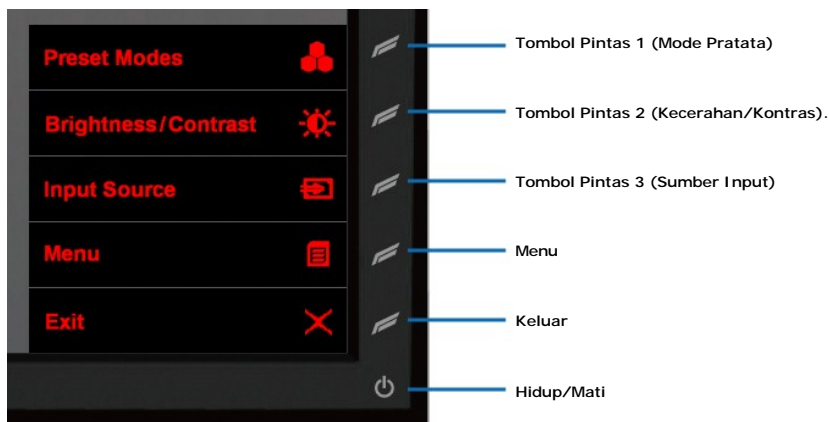 Preset Modes
Tombol Pintas 1 (Mode Pratata)
Brightness/Contrast
Tombol Pintas 2 (Kecerahan/Kontras).
Input Source
Tombol Pintas 3 (Sumber Input)
Menu
Menu
Exit
Keluar
Hidup/Mati